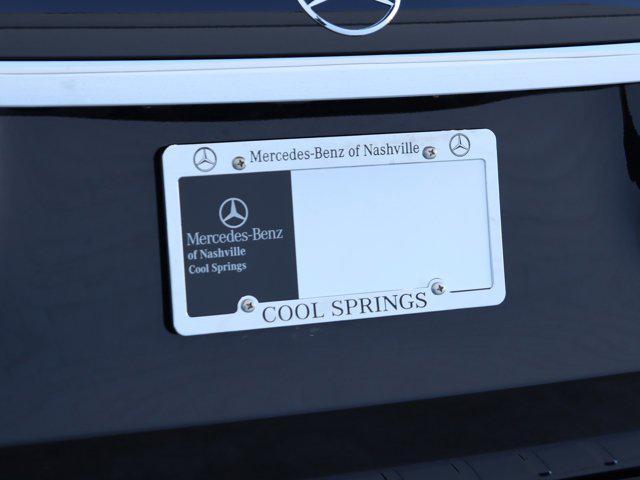 Mercedes-Benz of Nashville
Mercedes-Benz
of Nashville
Cool Springs
COOL SPRINGS